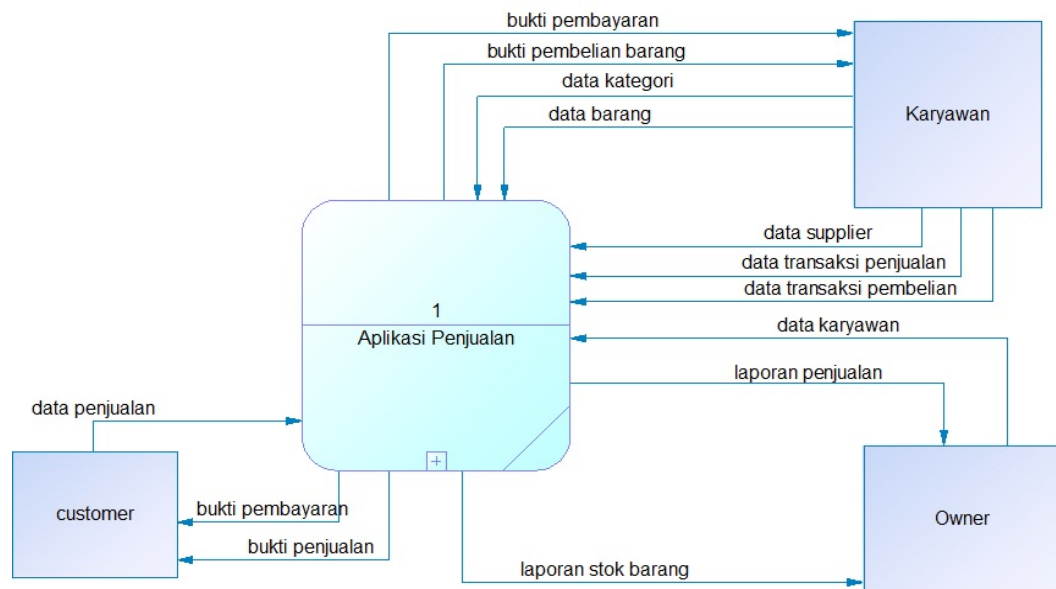 bukti pembayaran
bukti pembelian barang
data kategori
data barang
Karyawan
data supplier
data transaksi penjualan
data transaksi pembelian
1
Aplikasi Penjualan
data karyawan
laporan penjualan
data penjualan
customer
bukti pembayaran
bukti penjualan
Owner
laporan stok barang